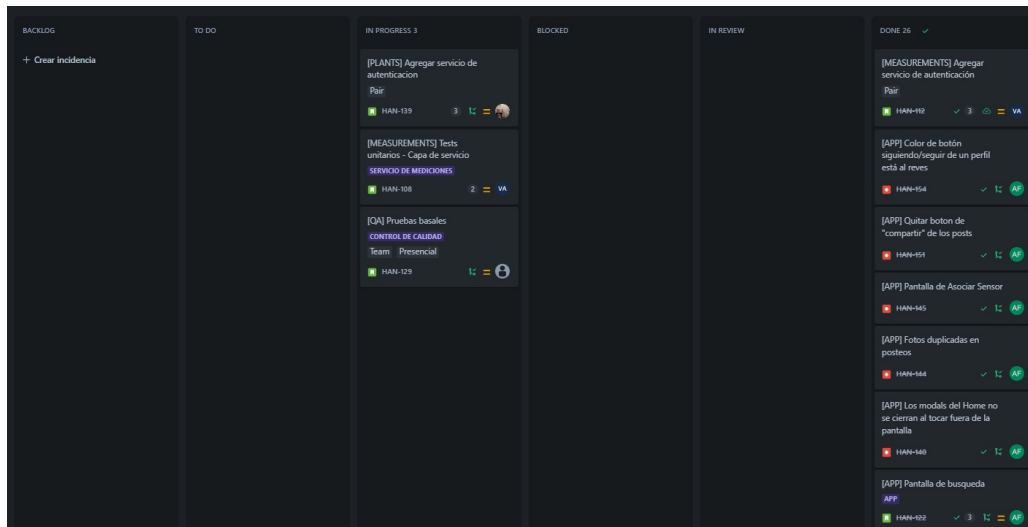 BACKLOG
+ Crear incidencia
TO DO
IN PROGRESS 3
[PLANTS] Agregar servicio de
autenticacion
Pair
HAN-139 3
[MEASUREMENTS] Tests
unitarios - Capa de servicio
SERVICIO DE MEDICIONES
HAN-108 2 VA
[QA] Pruebas basales
CONTROL DE CALIDAD
Team Presencial
HAN-129
BLOCKED
IN REVIEW
DONE 26
[MEASUREMENTS] Agregar
servicio de autenticación
Pair
HAN-112 3 VA
[APP] Color de botón
siguiendo/seguir de un perfil
está al reves
HAN-154 AF
[APP] Quitar boton de
"compartir" de los posts
HAN-151 AF
[APP] Pantalla de Asociar Sensor
HAN-145 AF
[APP] Fotos duplicadas en
posteos
HAN-144 AF
[APP] Los modals del Home no
se cierran al tocar fuera de la
pantalla
HAN-140 AF
[APP] Pantalla de busqueda
APP
HAN-122 3 AF